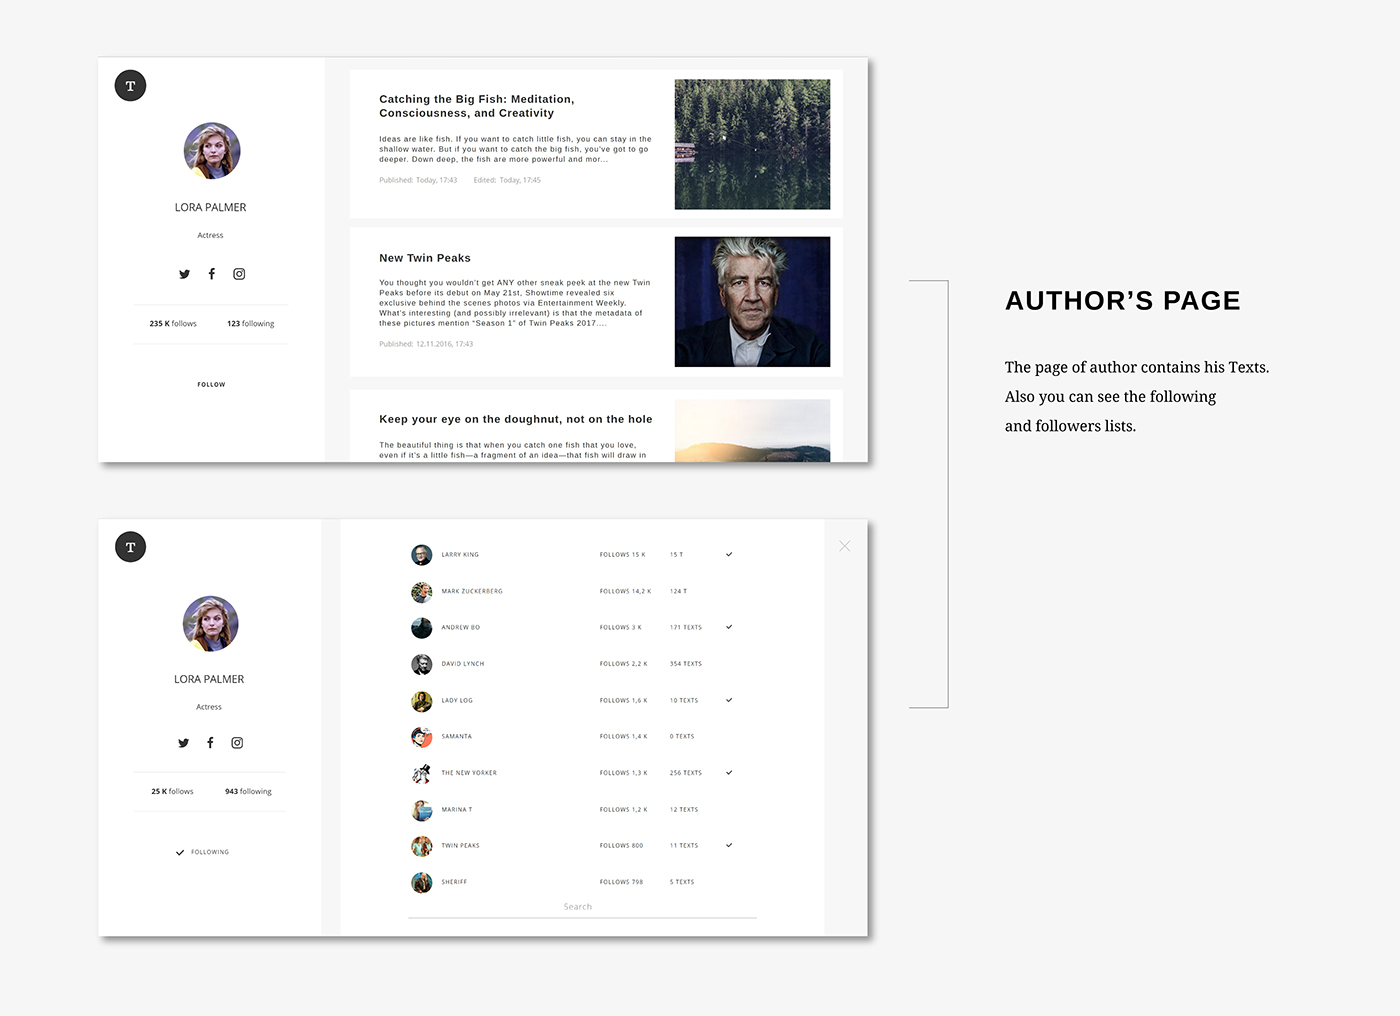 T
LORA PALMER
Actress
235 K follows 123 following
FOLLOW
Catching the Big Fish: Meditation,
Consciousness, and Creativity
Ideas are like fish. If you want to catch little fish, you can stay in the
shallow water. But if you want to catch the big fish, you've got to go
deeper. Down deep, the fish are more powerful and mor...
Published: Today, 17:43 Edited: Today, 17:45
New Twin Peaks
You thought you wouldn't get ANY other sneak peek at the new Twin
Peaks before its debut on May 21st, Showtime revealed six
exclusive behind the scenes photos via Entertainment Weekly.
What's interesting (and possibly irrelevant) is that the metadata of
these pictures mention “Season 1” of Twin Peaks 2017....
Published: 12.11.2016, 17:43
Keep your eye on the doughnut, not on the hole
The beautiful thing is that when you catch one fish that you love,
even if it's a little fish—a fragment of an idea—that fish will draw in
AUTHOR’S PAGE
The page of author contains his Texts.
Also you can see the following
and followers lists.
T
LORA PALMER
Actress
25 K follows 943 following
FOLLOWING
LARRY KING FOLLOWS 15 K 15 T
MARK ZUCKERBERG FOLLOWS 14,2 K 124 T
ANDREW BO FOLLOWS 3 K 171 TEXTS
DAVID LYNCH FOLLOWS 2,2 K 354 TEXTS
LADY LOG FOLLOWS 1,6 K 10 TEXTS
SAMANTA FOLLOWS 1,4 K 0 TEXTS
THE NEW YORKER FOLLOWS 1,3 K 256 TEXTS
MARINA T FOLLOWS 1,2 K 12 TEXTS
TWIN PEAKS FOLLOWS 800 11 TEXTS
SHERIFF FOLLOWS 798 5 TEXTS
Search